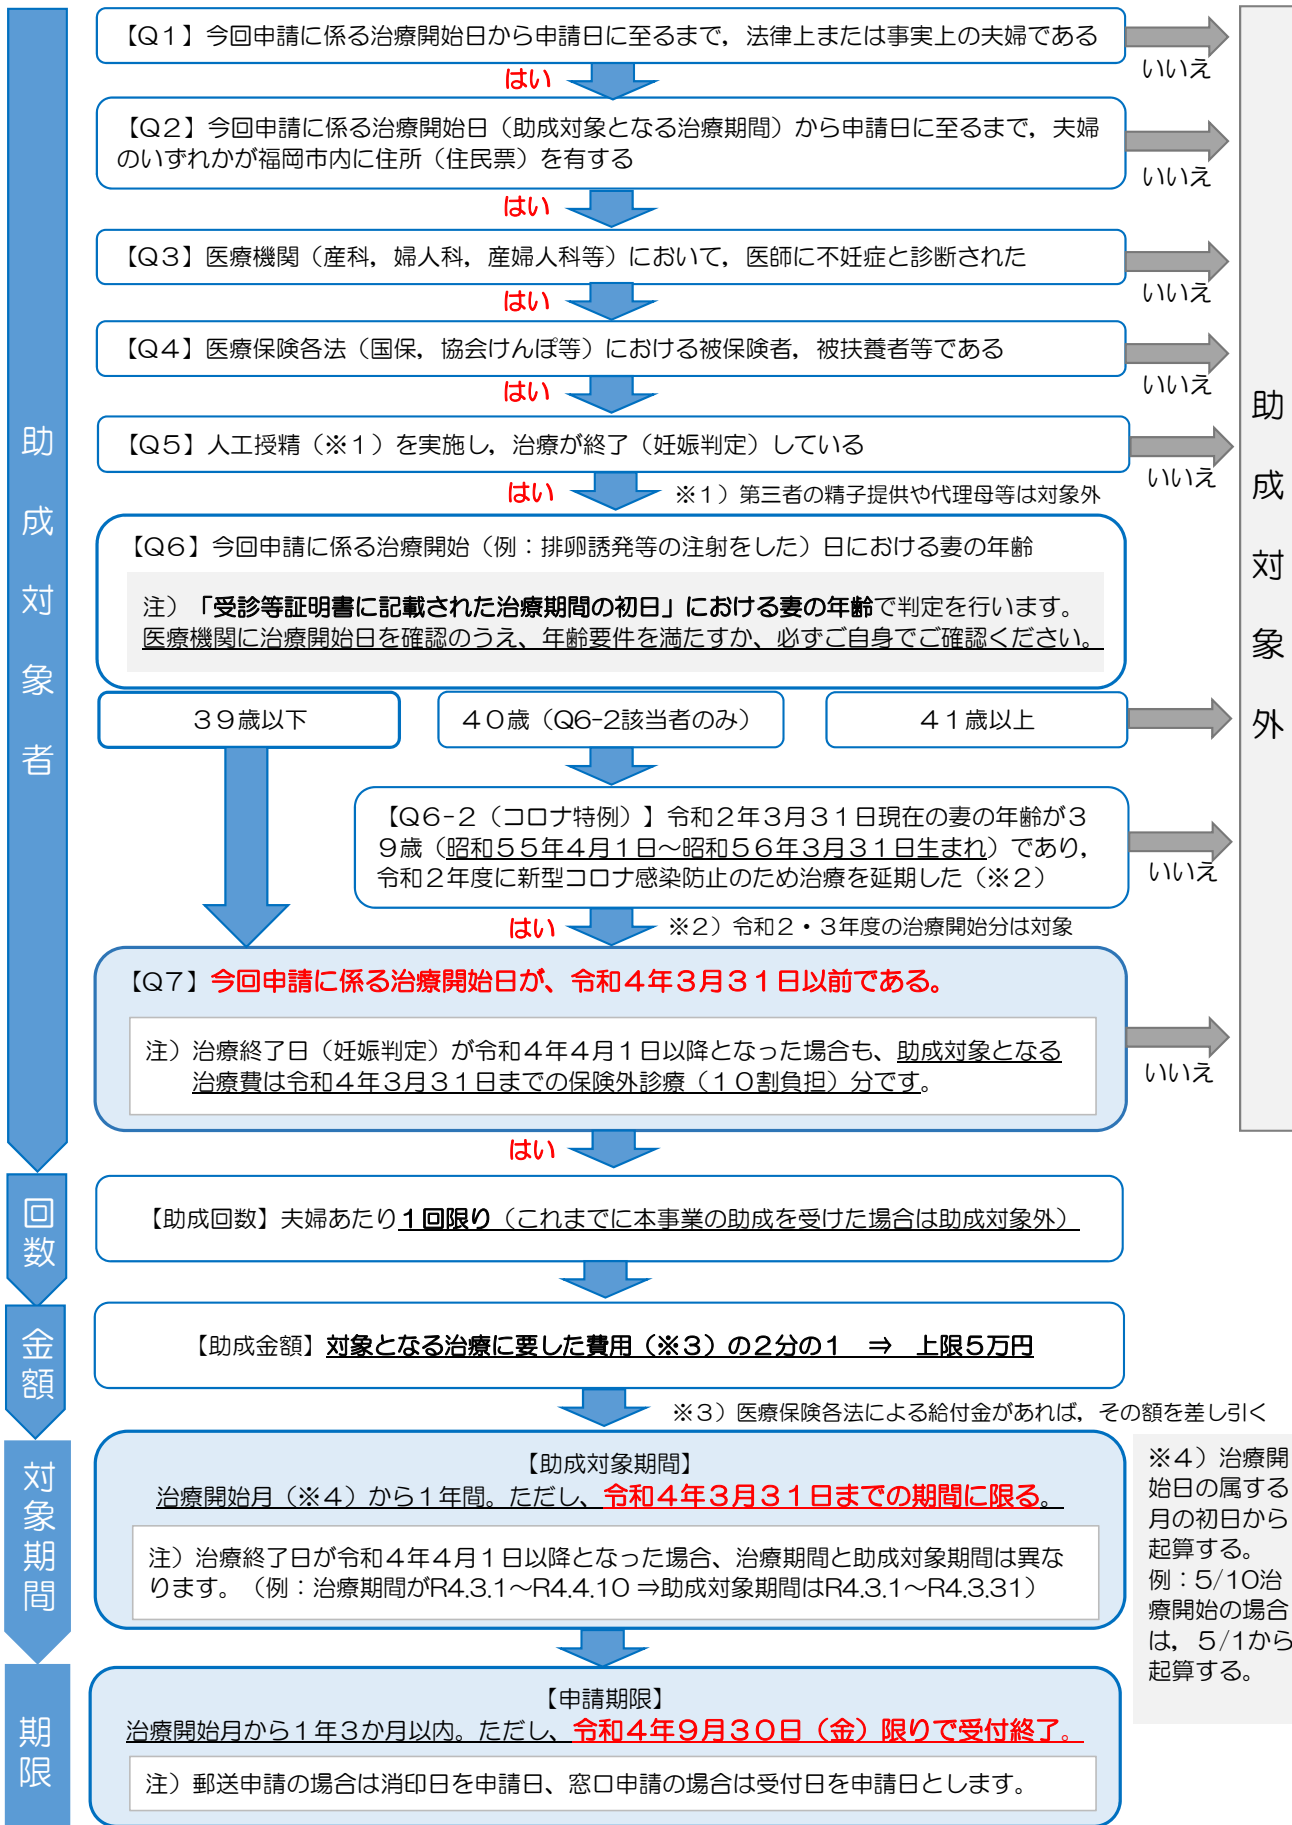 【Q１】今回申請に係る治療開始日から申請日に至るまで，法律上または事実上の夫婦である
いいえ
はい
【Q２】今回申請に係る治療開始日（助成対象となる治療期間）から申請日に至るまで，夫婦
のいずれかが福岡市内に住所（住民票）を有する
いいえ
はい
【Q３】医療機関（産科，婦人科，産婦人科等）において，医師に不妊症と診断された
いいえ
はい
【Q４】医療保険各法（国保，協会けんぽ等）における被保険者，被扶養者等である
いいえ
はい
【Q５】人工授精（※１）を実施し，治療が終了（妊娠判定）している
いいえ
はい
※１）第三者の精子提供や代理母等は対象外
【Q６】今回申請に係る治療開始（例：排卵誘発等の注射をした）日における妻の年齢
注）「受診等証明書に記載された治療期間の初日」における妻の年齢で判定を行います。
医療機関に治療開始日を確認のうえ、年齢要件を満たすか、必ずご自身でご確認ください。
３９歳以下
４０歳（Q6-2該当者のみ）
４１歳以上
【Q６-２（コロナ特例）】令和２年３月３１日現在の妻の年齢が３
９歳（昭和５５年４月１日～昭和５６年３月３１日生まれ）であり，
令和２年度に新型コロナ感染防止のため治療を延期した（※２）
いいえ
はい
※２）令和２・３年度の治療開始分は対象
【Q７】今回申請に係る治療開始日が、令和４年３月３１日以前である。
注）治療終了日（妊娠判定）が令和４年４月１日以降となった場合も、助成対象となる
治療費は令和４年３月３１日までの保険外診療（１０割負担）分です。
いいえ
はい
助成対象者
助成対象外
回数
【助成回数】夫婦あたり１回限り（これまでに本事業の助成を受けた場合は助成対象外）
金額
【助成金額】対象となる治療に要した費用（※３）の２分の１　⇒　上限５万円
※３）医療保険各法による給付金があれば，その額を差し引く
対象期間
【助成対象期間】
治療開始月（※４）から１年間。ただし、令和４年３月３１日までの期間に限る。
注）治療終了日が令和４年４月１日以降となった場合、治療期間と助成対象期間は異な
ります。（例：治療期間がR4.3.1～R4.4.10 ⇒助成対象期間はR4.3.1～R4.3.31）
※４）治療開
始日の属する
月の初日から
起算する。
例：5/10治
療開始の場合
は，５/１から
起算する。
期限
【申請期限】
治療開始月から１年３か月以内。ただし、令和４年９月３０日（金）限りで受付終了。
注）郵送申請の場合は消印日を申請日、窓口申請の場合は受付日を申請日とします。